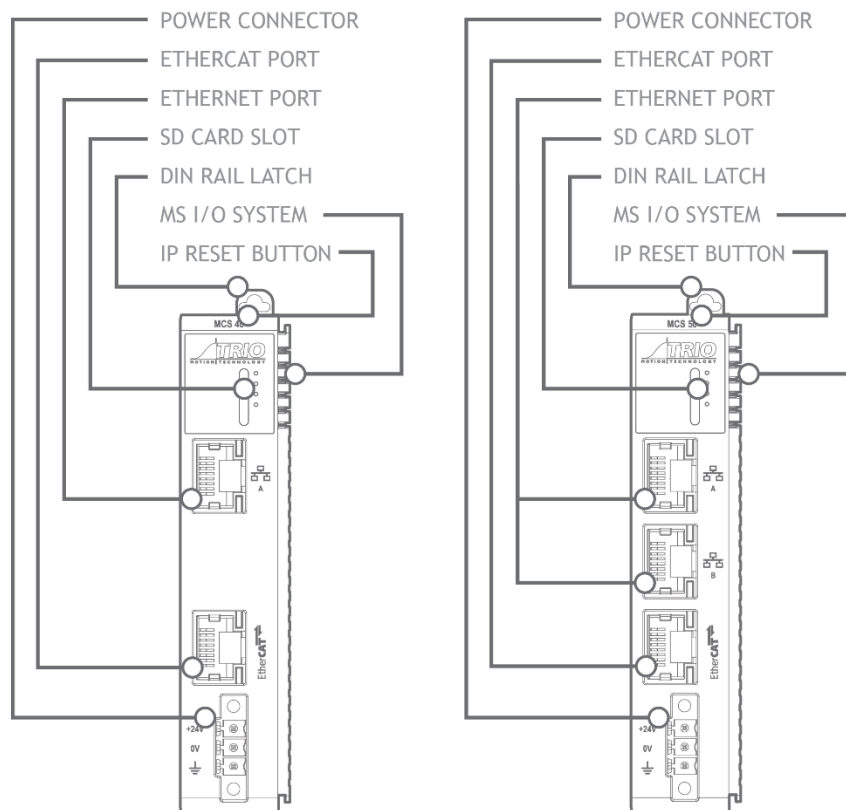 POWER CONNECTOR
ETHERCAT PORT
ETHERNET PORT
SD CARD SLOT
DIN RAIL LATCH
MS I/O SYSTEM
IP RESET BUTTON
TRIO
MOTION TECHNOLOGY
A
EtherCAT
+24V
0V
POWER CONNECTOR
ETHERCAT PORT
ETHERNET PORT
SD CARD SLOT
DIN RAIL LATCH
MS I/O SYSTEM
IP RESET BUTTON
TRIO
MOTION TECHNOLOGY
A
B
EtherCAT
+24V
0V